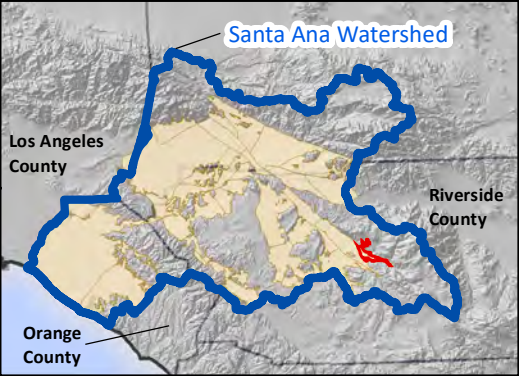 Santa Ana Watershed
Los Angeles
County
Riverside
County
Orange
County